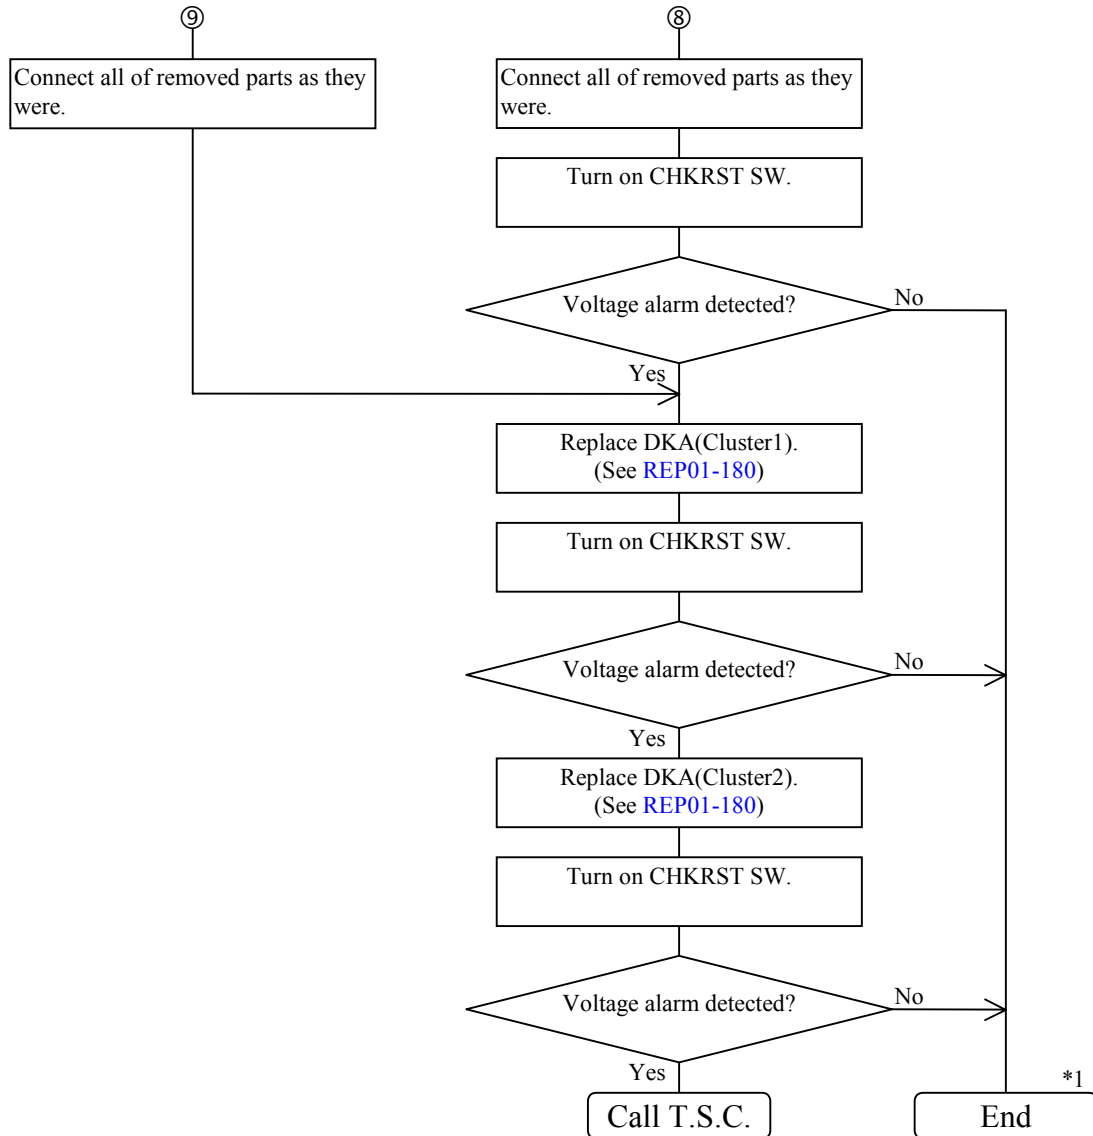 ⑨
⑧
Connect all of removed parts as they
were.
Connect all of removed parts as they
were.
Turn on CHKRST SW.
Voltage alarm detected?
No
Yes
Replace DKA(Cluster1).
(See REP01-180)
Turn on CHKRST SW.
Voltage alarm detected?
No
Yes
Replace DKA(Cluster2).
(See REP01-180)
Turn on CHKRST SW.
Voltage alarm detected?
No
Yes
*1
Call T.S.C.
End